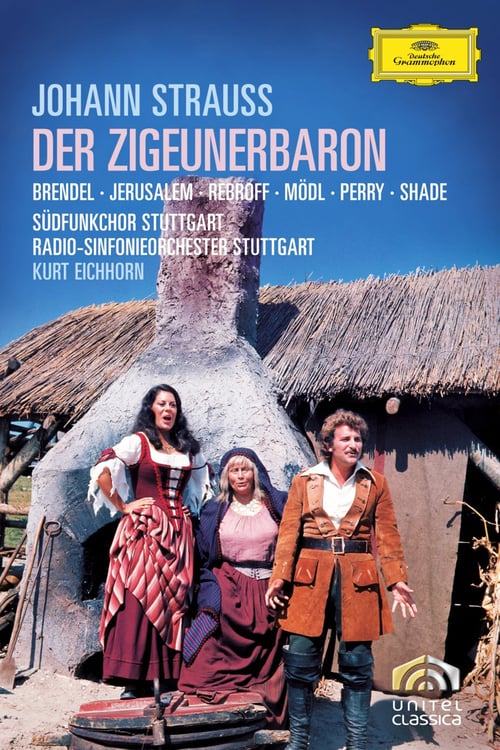 Deutsche
Grammophon
JOHANN STRAUSS
DER ZIGEUNERBARON
BRENDEL · JERUSALEM · REBROFF · MÖDL · PERRY · SHADE
SÜDFUNKCHOR STUTTGART
RADIO-SINFONIEORCHESTER STUTTGART
KURT EICHHORN
UNITEL
CLASSICA